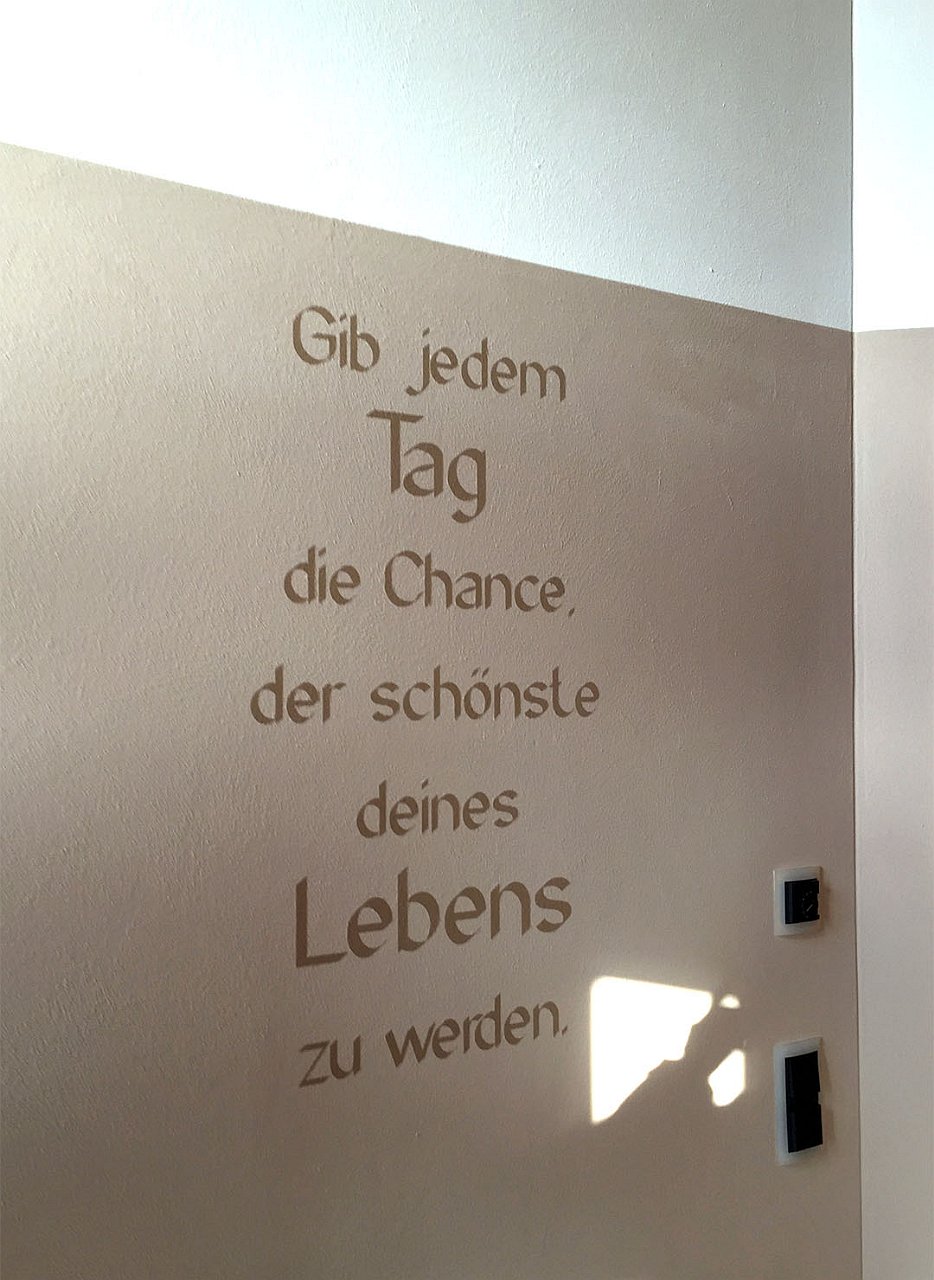 Gib jedem
Tag
die Chance,
der schönste
deines
Lebens
zu werden.